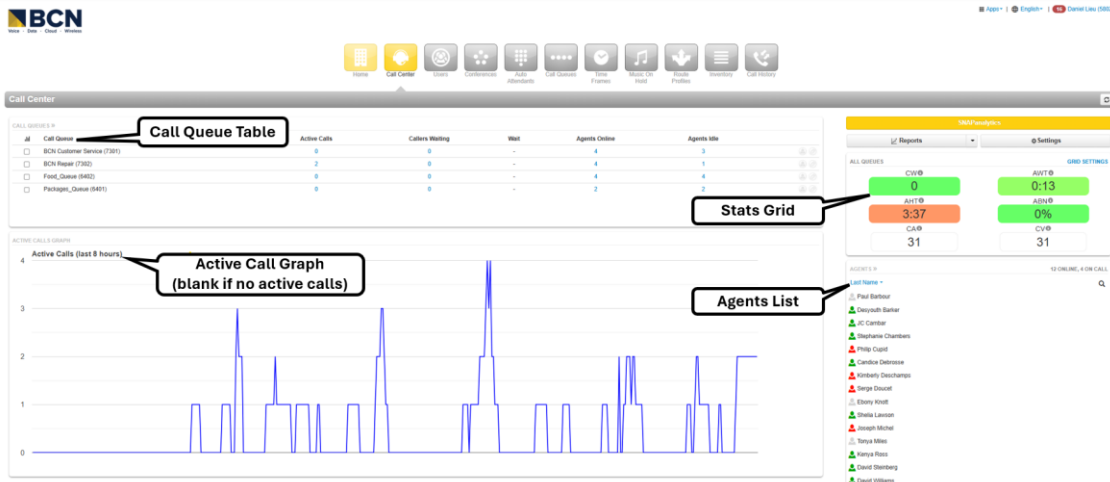 Apps | English | 10 Daniel Lieu (588
BCN
Voice - Data - Cloud - Wireless
Home
Call Center
Users
Conferences
Auto Attendants
Call Queues
Time Frames
Music On Hold
Route Profiles
Inventory
Call History
Call Center
CALL QUEUES
Call Queue Table
Call Queue Active Calls Callers Waiting Wait Agents Online Agents Idle
BCN Customer Service (7301) 0 0 - 4 3
BCN Repair (7302) 2 0 - 4 1
Food_Queue (6402) 0 0 - 4 4
Packages_Queue (6401) 0 0 - 2 2
SNAPanalytics
Reports
Settings
ALL QUEUES GRID SETTINGS
CW AWT
0 0:13
AHT ABN
3:37 0%
CA CV
31 31
Stats Grid
ACTIVE CALLS GRAPH
Active Calls (last 8 hours)
Active Call Graph
(blank if no active calls)
4
3
2
1
0
Agents List
AGENTS 12 ONLINE, 4 ON CALL
Last Name
Paul Barbour
Desyouth Barker
JC Cambar
Stephanie Chambers
Philip Cupid
Candice Debrosse
Kimberly Deschamps
Serge Doucet
Ebony Knott
Sheila Lawson
Joseph Michel
Tonya Miles
Kenya Ross
David Steinberg
David Williams